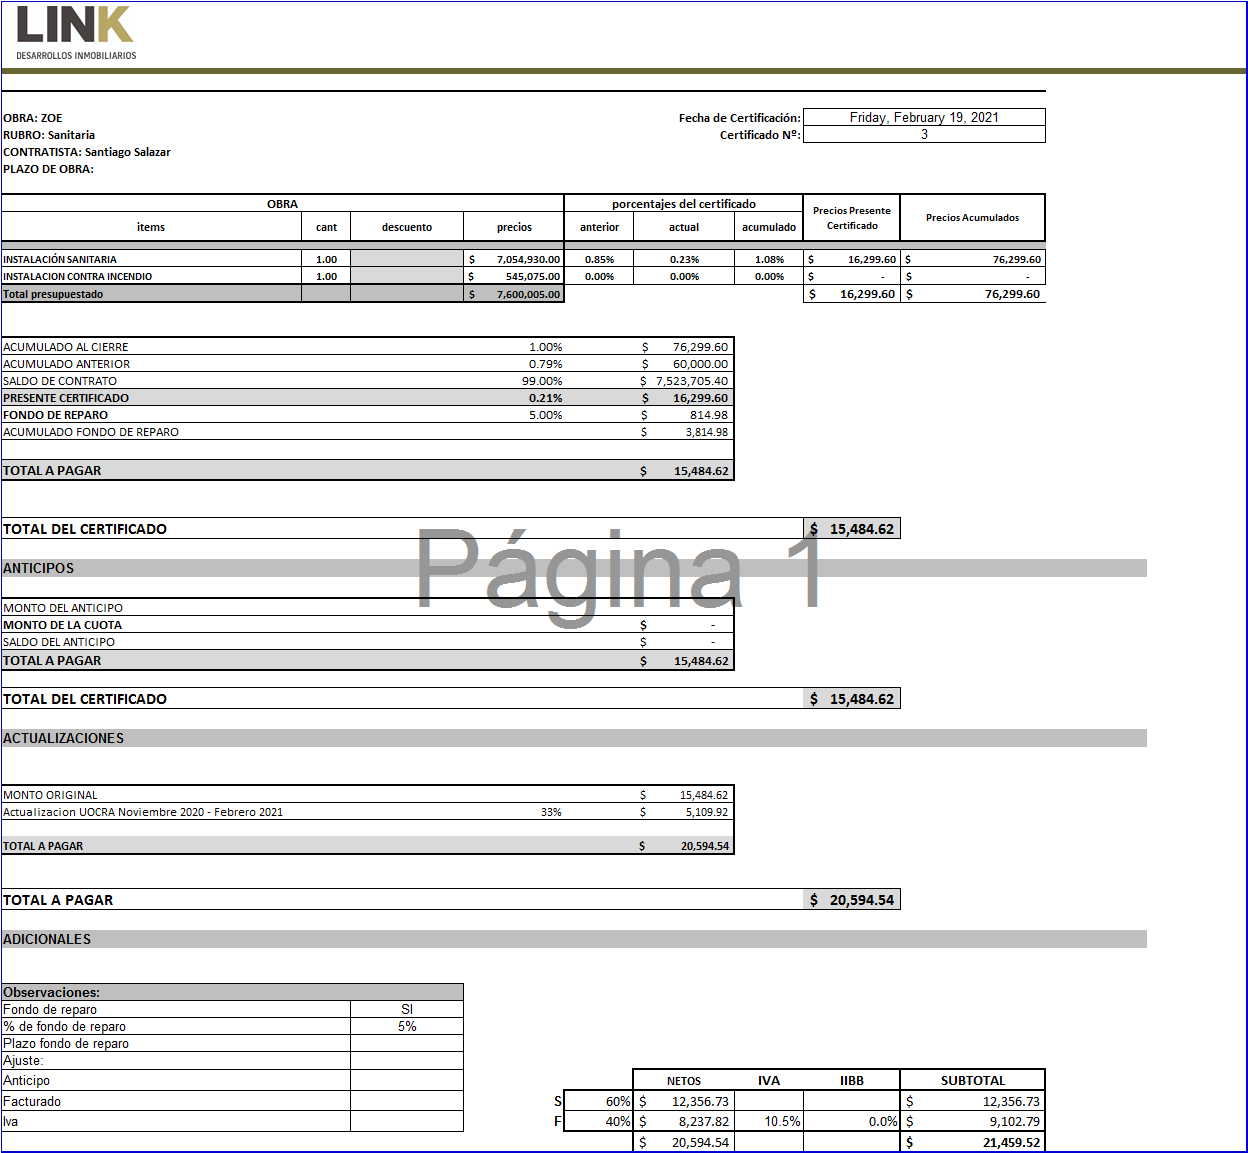 LINK
DESARROLLOS INMOBILIARIOS
OBRA: ZOE
Fecha de Certificación: Friday, February 19, 2021
RUBRO: Sanitaria
Certificado Nº: 3
CONTRATISTA: Santiago Salazar
PLAZO DE OBRA:
OBRA porcentajes del certificado Precios Presente Certificado Precios Acumulados
items cant descuento precios anterior actual acumulado
INSTALACIÓN SANITARIA 1.00 $ 7,054,930.00 0.85% 0.23% 1.08% $ 16,299.60 $ 76,299.60
INSTALACION CONTRA INCENDIO 1.00 $ 545,075.00 0.00% 0.00% 0.00% $ - $ -
Total presupuestado $ 7,600,005.00 $ 16,299.60 $ 76,299.60
ACUMULADO AL CIERRE 1.00% $ 76,299.60
ACUMULADO ANTERIOR 0.79% $ 60,000.00
SALDO DE CONTRATO 99.00% $ 7,523,705.40
PRESENTE CERTIFICADO 0.21% $ 16,299.60
FONDO DE REPARO 5.00% $ 814.98
ACUMULADO FONDO DE REPARO $ 3,814.98
TOTAL A PAGAR $ 15,484.62
TOTAL DEL CERTIFICADO $ 15,484.62
Página 1
ANTICIPOS
MONTO DEL ANTICIPO
MONTO DE LA CUOTA $ -
SALDO DEL ANTICIPO $ -
TOTAL A PAGAR $ 15,484.62
TOTAL DEL CERTIFICADO $ 15,484.62
ACTUALIZACIONES
MONTO ORIGINAL $ 15,484.62
Actualizacion UOCRA Noviembre 2020 - Febrero 2021 33% $ 5,109.92
TOTAL A PAGAR $ 20,594.54
TOTAL A PAGAR $ 20,594.54
ADICIONALES
Observaciones:
Fondo de reparo SI
% de fondo de reparo 5%
Plazo fondo de reparo
Ajuste:
Anticipo
Facturado
Iva
NETOS IVA IIBB SUBTOTAL
S 60% $ 12,356.73 $ 12,356.73
F 40% $ 8,237.82 10.5% 0.0% $ 9,102.79
$ 20,594.54 $ 21,459.52